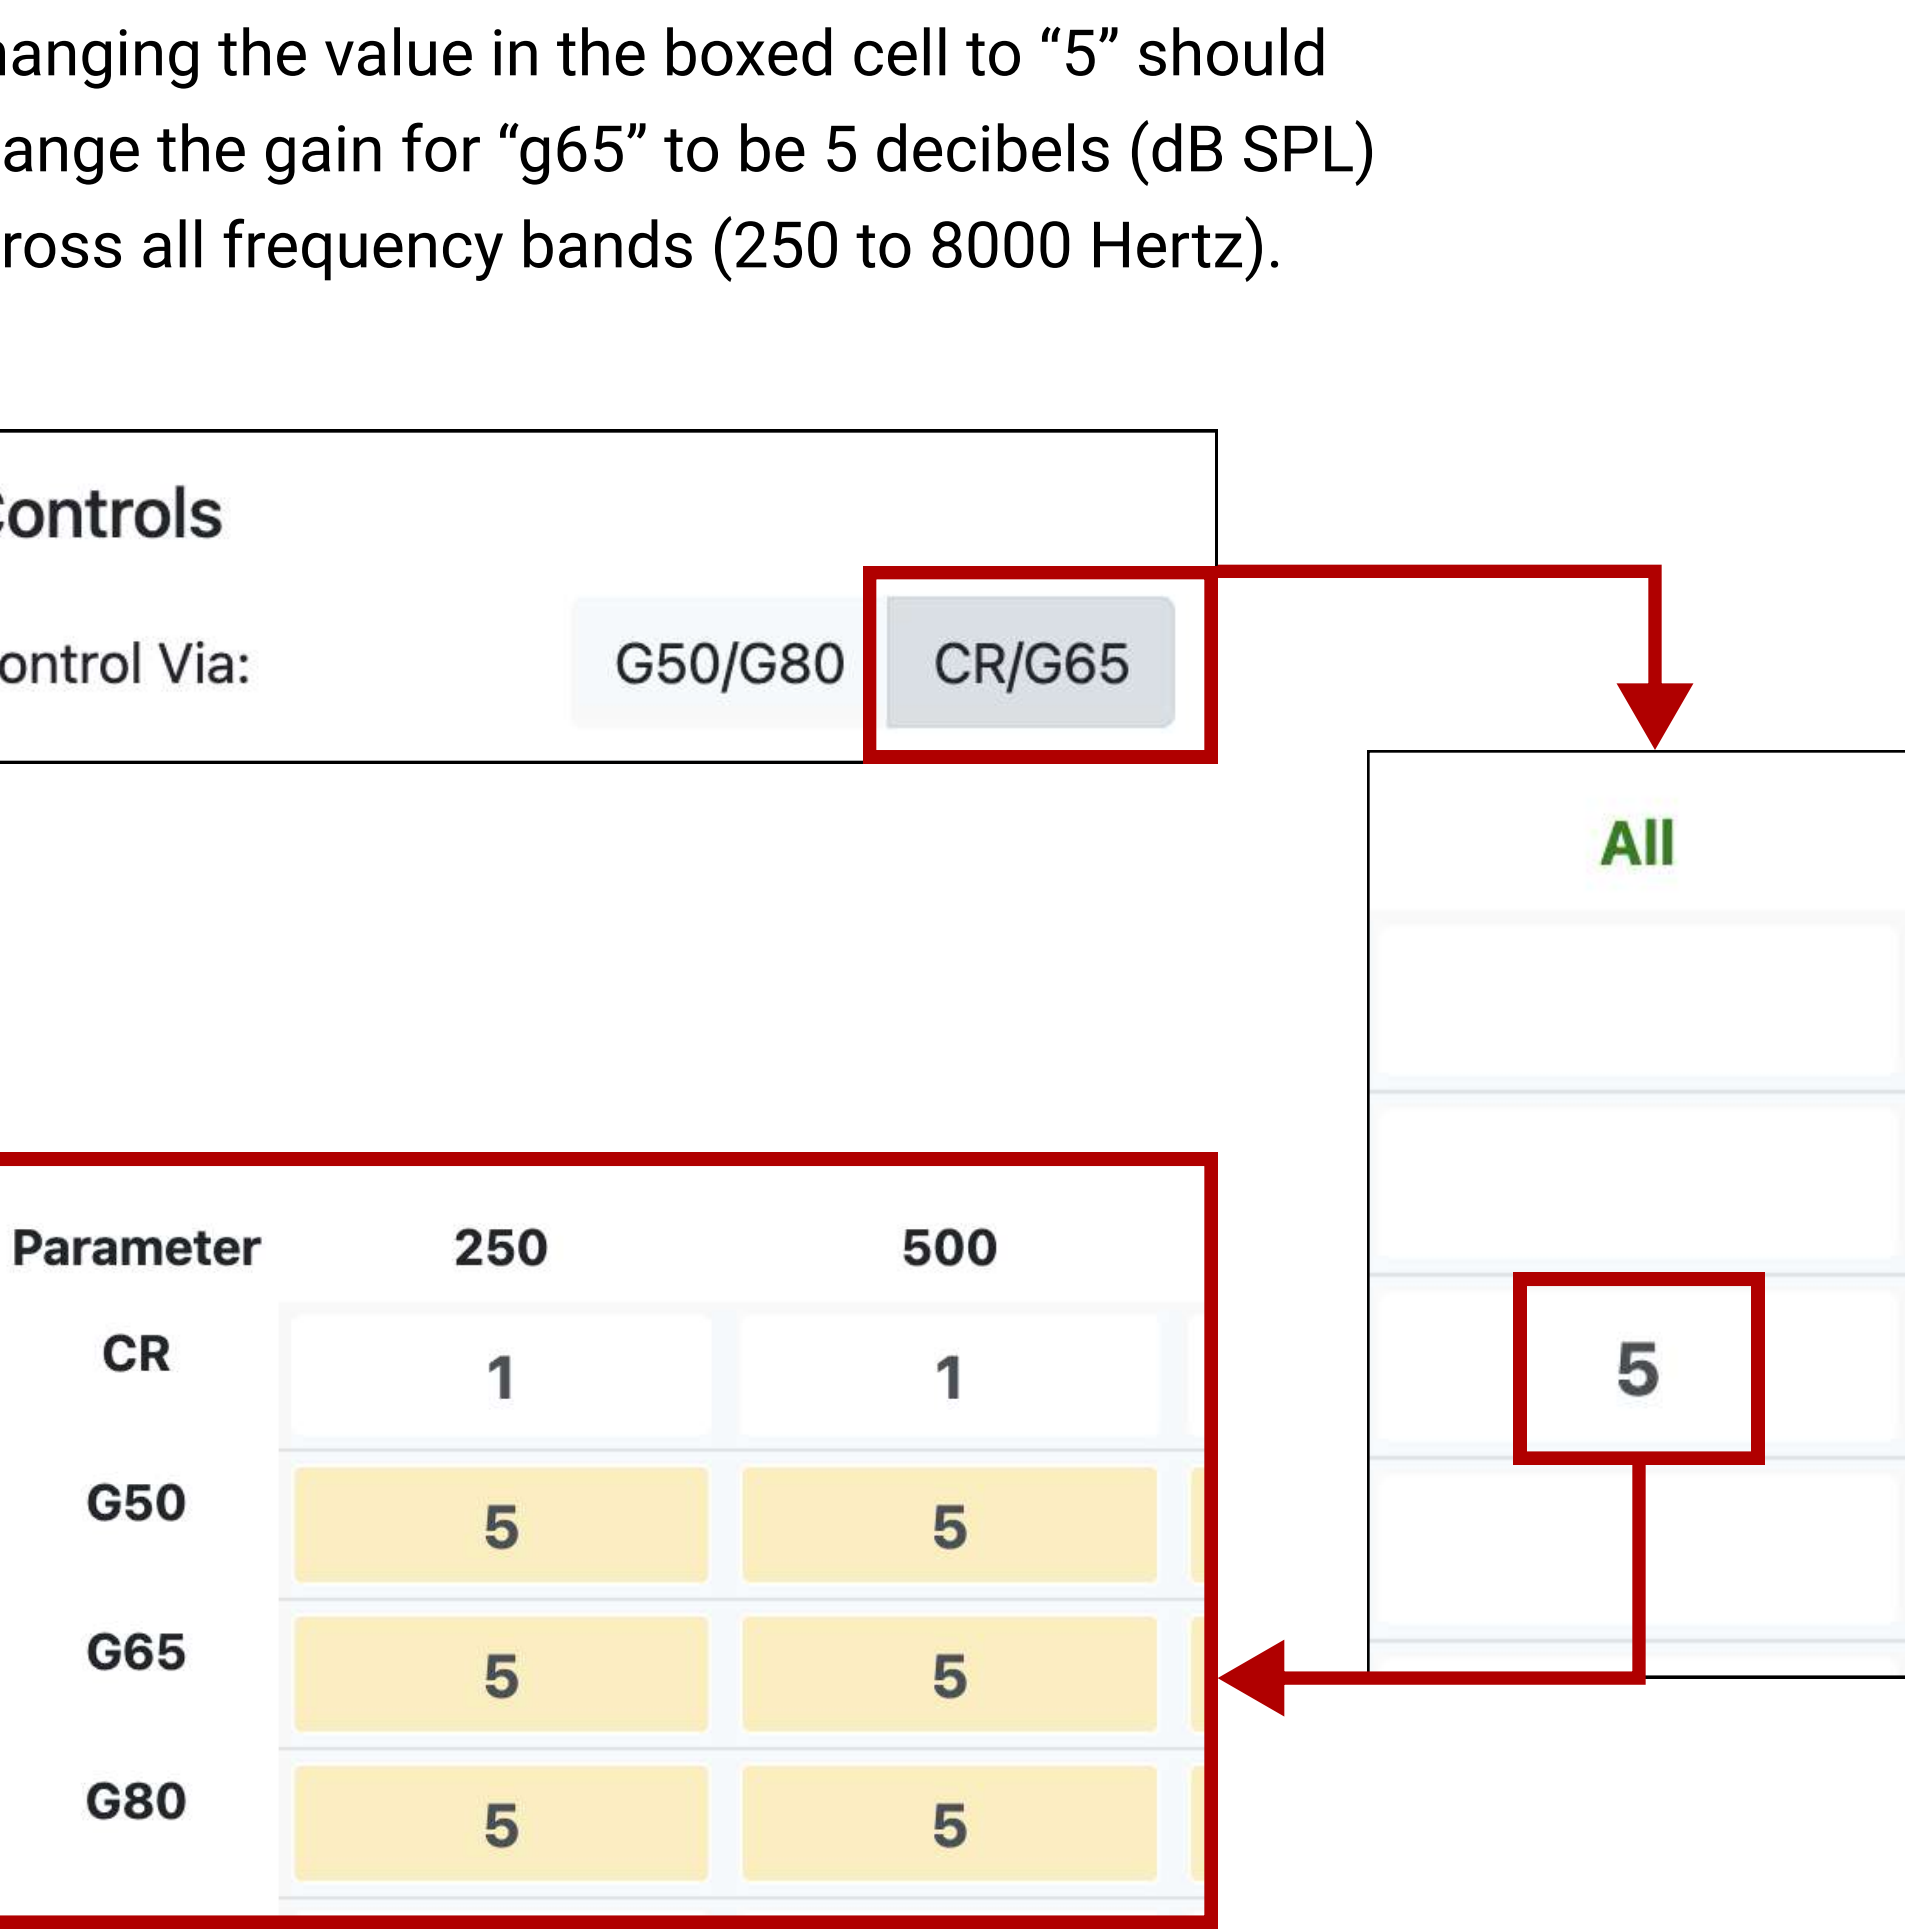 hanging the value in the boxed cell to “5” should
ange the gain for “g65” to be 5 decibels (dB SPL)
ross all frequency bands (250 to 8000 Hertz).
Controls
ontrol Via: G50/G80 CR/G65
All
5
Parameter 250 500
CR 1 1
G50 5 5
G65 5 5
G80 5 5